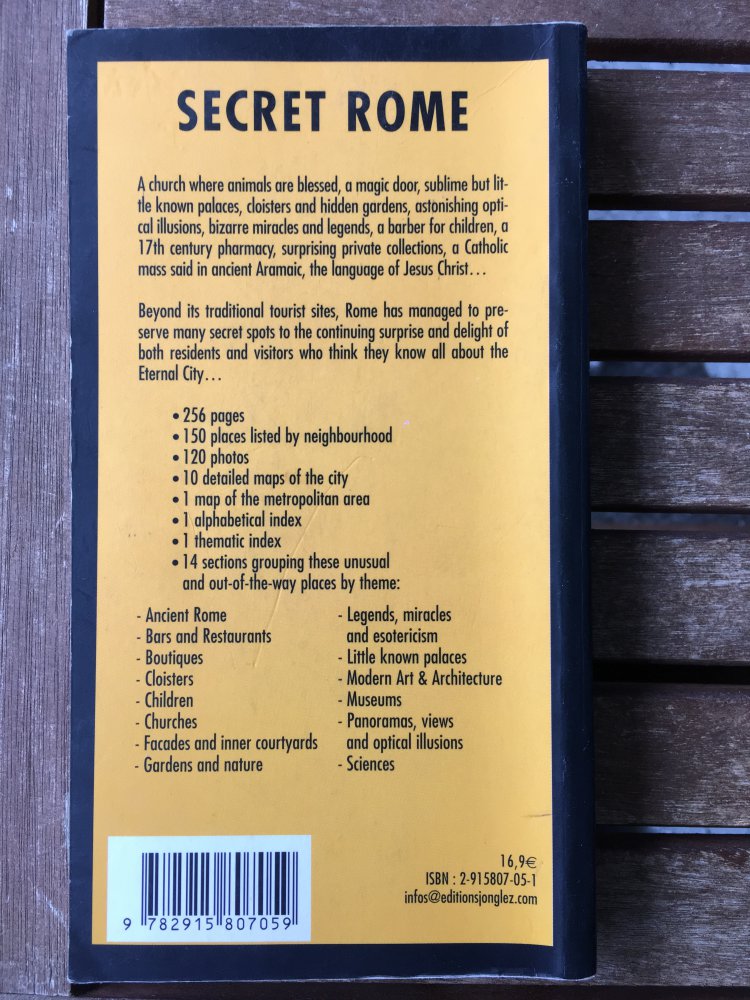 SECRET ROME
A church where animals are blessed, a magic door, sublime but lit-
tle known palaces, cloisters and hidden gardens, astonishing opti-
cal illusions, bizarre miracles and legends, a barber for children, a
17th century pharmacy, surprising private collections, a Catholic
mass said in ancient Aramaic, the language of Jesus Christ...
Beyond its traditional tourist sites, Rome has managed to pre-
serve many secret spots to the continuing surprise and delight of
both residents and visitors who think they know all about the
Eternal City...
• 256 pages
• 150 places listed by neighbourhood
• 120 photos
• 10 detailed maps of the city
• 1 map of the metropolitan area
• 1 alphabetical index
• 1 thematic index
• 14 sections grouping these unusual
and out-of-the-way places by theme:
- Ancient Rome
- Bars and Restaurants
- Boutiques
- Cloisters
- Children
- Churches
- Facades and inner courtyards
- Gardens and nature
- Legends, miracles
and esotericism
- Little known palaces
- Modern Art & Architecture
- Museums
- Panoramas, views
and optical illusions
- Sciences
9 782915 807059
16,9€
ISBN : 2-915807-05-1
infos@editionsjonglez.com